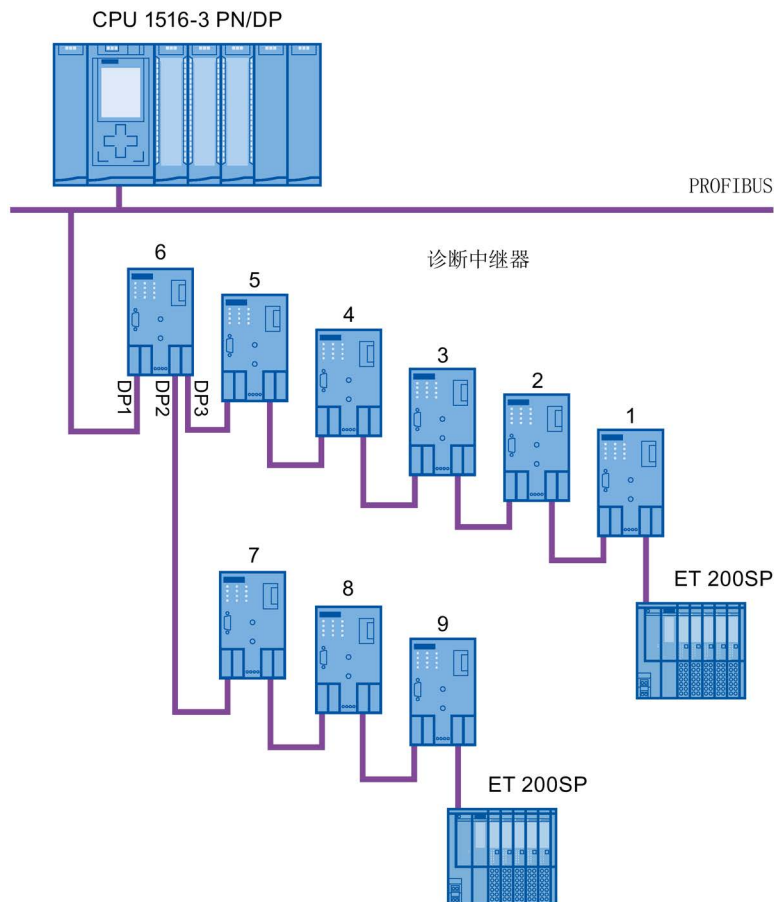 CPU 1516-3 PN/DP
PROFIBUS
诊断中继器
6
5
4
3
2
1
DP1
DP2
DP3
7
8
9
ET 200SP
ET 200SP